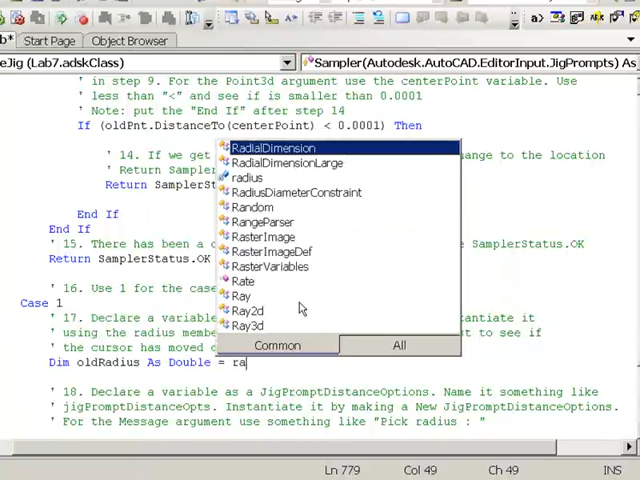 b* Start Page Object Browser
eJig (Lab7.adskClass) Sampler(Autodesk.AutoCAD.EditorInput.JigPrompts) As
' in step 9. For the Point3d argument use the centerPoint variable. Use
' less than "<" and see if is smaller than 0.0001
' Note: put the "End If" after step 14
If (oldPnt.DistanceTo(centerPoint) < 0.0001) Then
RadialDimension
' 14. If we get ange to the location
RadialDimensionLarge
' Return Sampler
radius
Return SamplerSt
RadiusDiameterConstraint
Random
End If
RangeParser
End If
RasterImage
' 15. There has been a c e SamplerStatus.OK
RasterImageDef
Return SamplerStatus.OK
RasterVariables
Rate
' 16. Use 1 for the case
Ray
Case 1
Ray2d
' 17. Declare a variabl nstantiate it
Ray3d
' using the radius memb st to see if
Common All
' the cursor has moved
Dim oldRadius As Double = ra
' 18. Declare a variable as a JigPromptDistanceOptions. Name it something like
' jigPromptDistanceOpts. Instantiate it by making a New JigPromptDistanceOptions.
' For the Message argument use something like "Pick radius : "
Ln 779 Col 49 Ch 49 INS